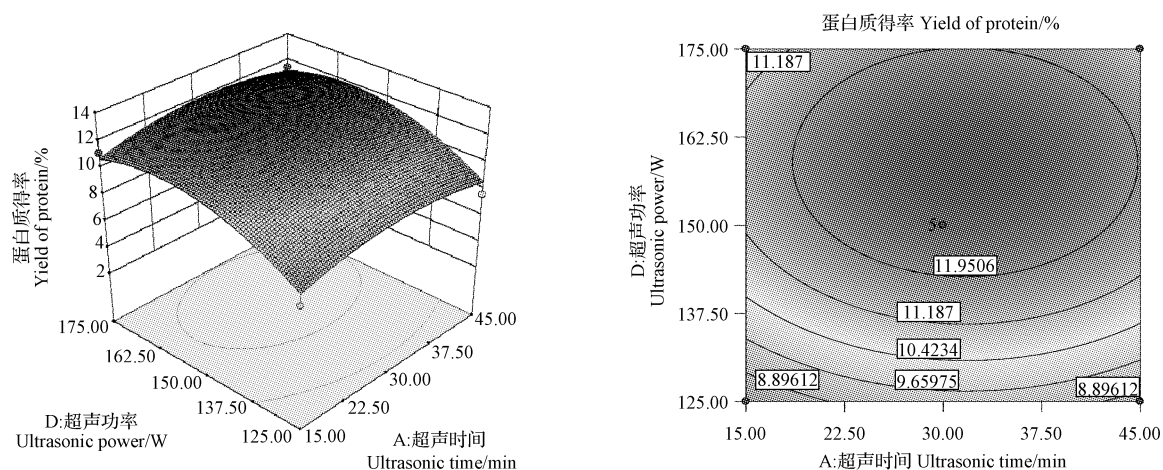 14
12
10
8
6
4
2
蛋白质得率
Yield of protein/%
175.00
162.50
150.00
137.50
125.00
D:超声功率
Ultrasonic power/W
45.00
37.50
30.00
22.50
15.00
A:超声时间
Ultrasonic time/min
蛋白质得率 Yield of protein/%
175.00
162.50
150.00
137.50
125.00
D:超声功率
Ultrasonic power/W
11.187
5
11.9506
11.187
10.4234
9.65975
8.89612
8.89612
15.00 22.50 30.00 37.50 45.00
A:超声时间 Ultrasonic time/min